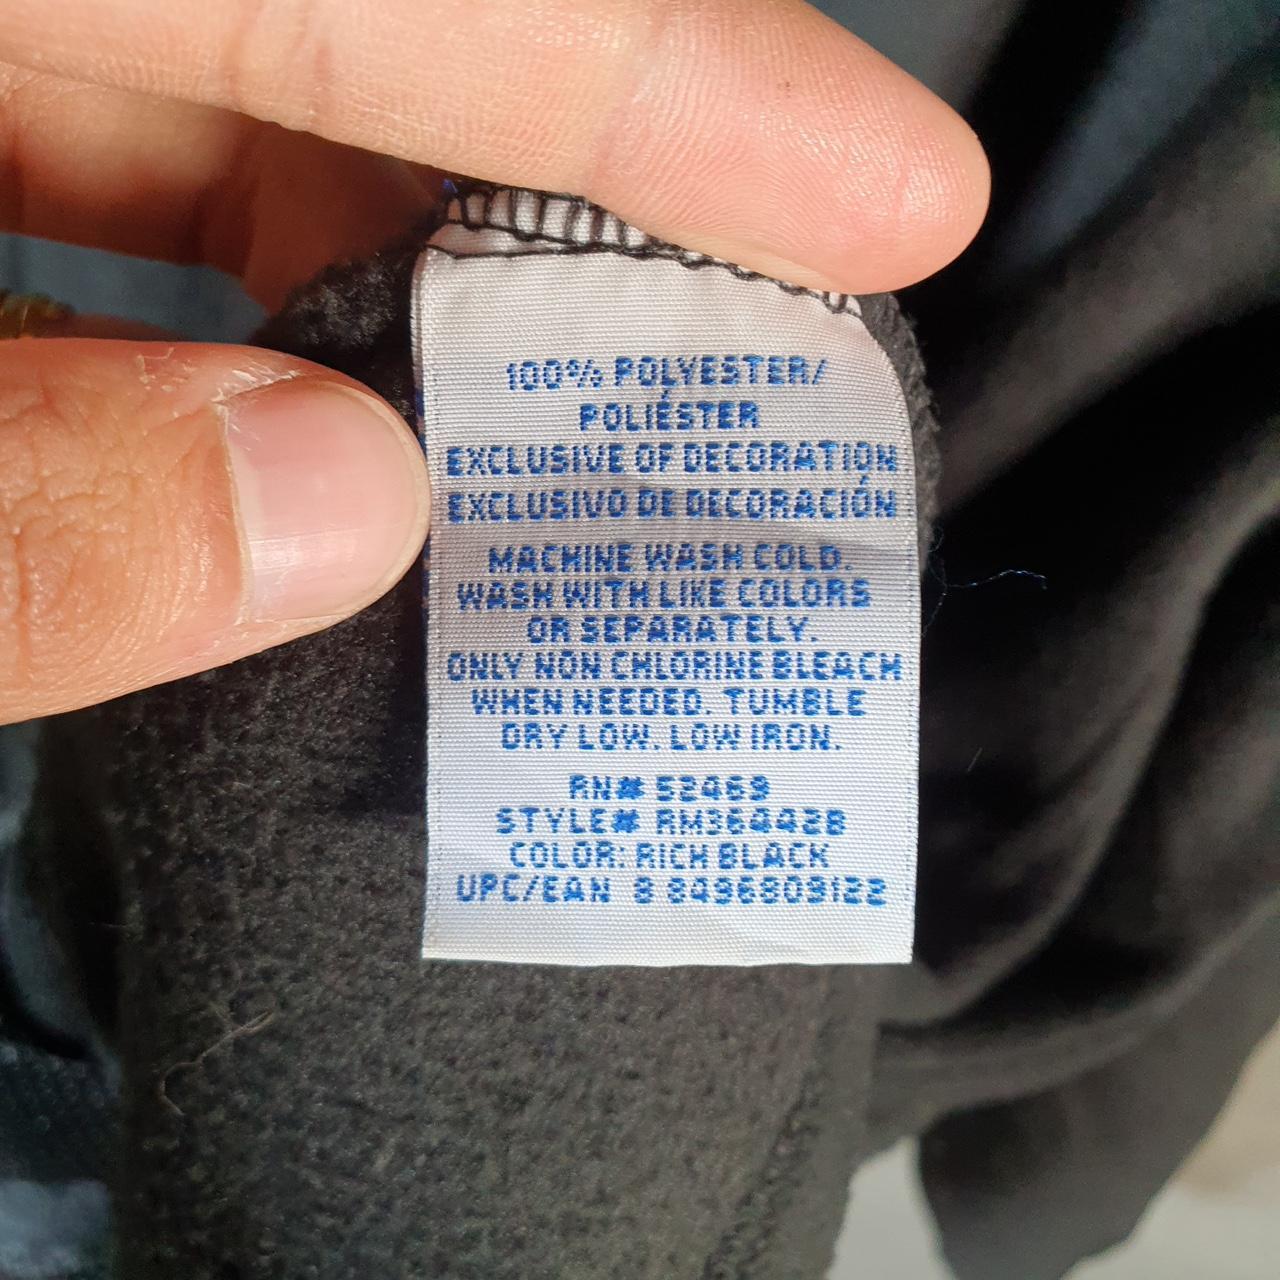 100% POLYESTER/
POLIÉSTER
EXCLUSIVE OF DECORATION
EXCLUSIVO DE DECORACIÓN
MACHINE WASH COLD.
WASH WITH LIKE COLORS
OR SEPARATELY.
ONLY NON CHLORINE BLEACH
WHEN NEEDED. TUMBLE
DRY LOW. LOW IRON.
RN# 52469
STYLE# RM364428
COLOR: RICH BLACK
UPC/EAN 8 8496809122